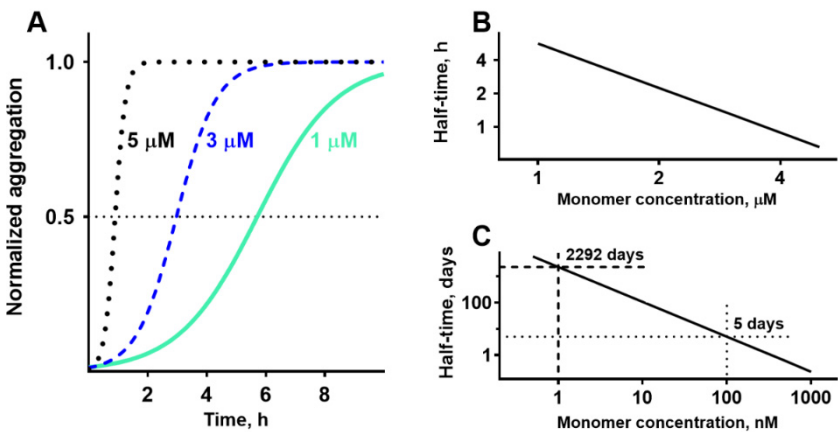 A
Normalized aggregation
1.0
0.5
5 μM
3 μM
1 μM
2
4
6
8
Time, h
B
Half-time, h
4
2
1
1
2
4
Monomer concentration, μM
C
Half-time, days
100
1
2292 days
5 days
1
10
100
1000
Monomer concentration, nM